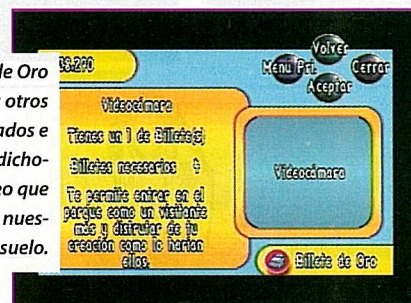 de Oro
otros
ados e
dicho-
eo que
nues-
suelo.
Volver
Menu Pri. Cerrar
Aceptar
Videocámara
Tienes un 1 de Billete(s)
Billetes necesarios
Te permite entrar en el
parque como un visitante
más y disfrutar de tu
creación como lo harían
ellos.
Videocámara
Billete de Oro